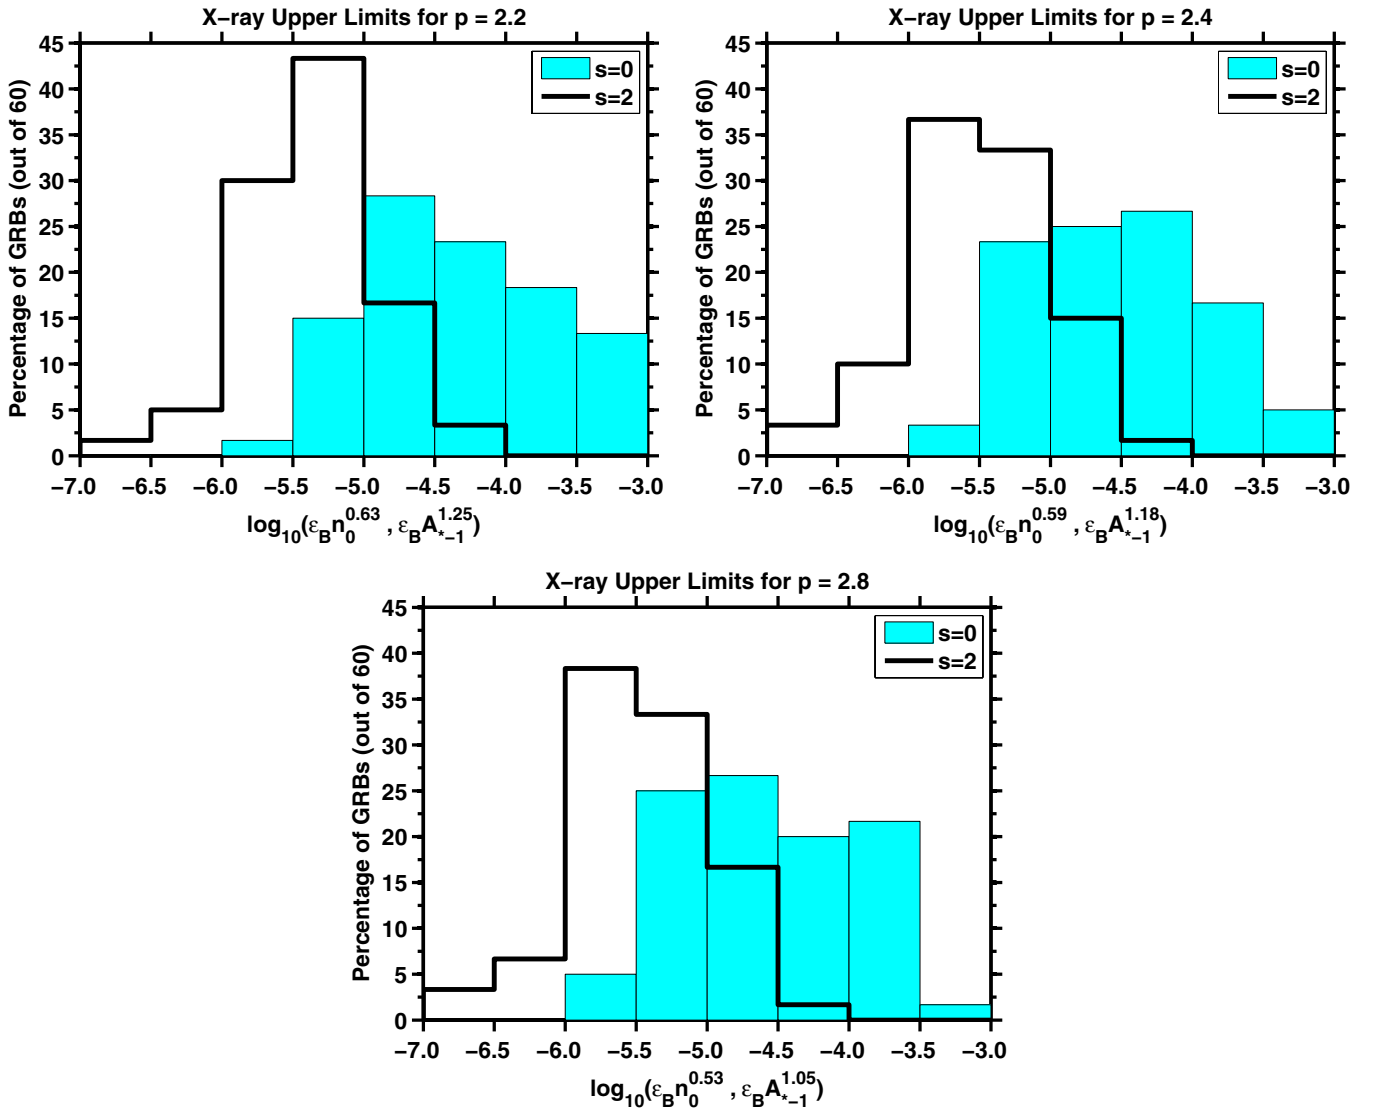 X−ray Upper Limits for p = 2.2
Percentage of GRBs (out of 60)
45
40
35
30
25
20
15
10
5
0
s=0
s=2
−7.0 −6.5 −6.0 −5.5 −5.0 −4.5 −4.0 −3.5 −3.0
log10(εBn0^0.63 , εBA*−1^1.25)
X−ray Upper Limits for p = 2.4
Percentage of GRBs (out of 60)
45
40
35
30
25
20
15
10
5
0
s=0
s=2
−7.0 −6.5 −6.0 −5.5 −5.0 −4.5 −4.0 −3.5 −3.0
log10(εBn0^0.59 , εBA*−1^1.18)
X−ray Upper Limits for p = 2.8
Percentage of GRBs (out of 60)
45
40
35
30
25
20
15
10
5
0
s=0
s=2
−7.0 −6.5 −6.0 −5.5 −5.0 −4.5 −4.0 −3.5 −3.0
log10(εBn0^0.53 , εBA*−1^1.05)